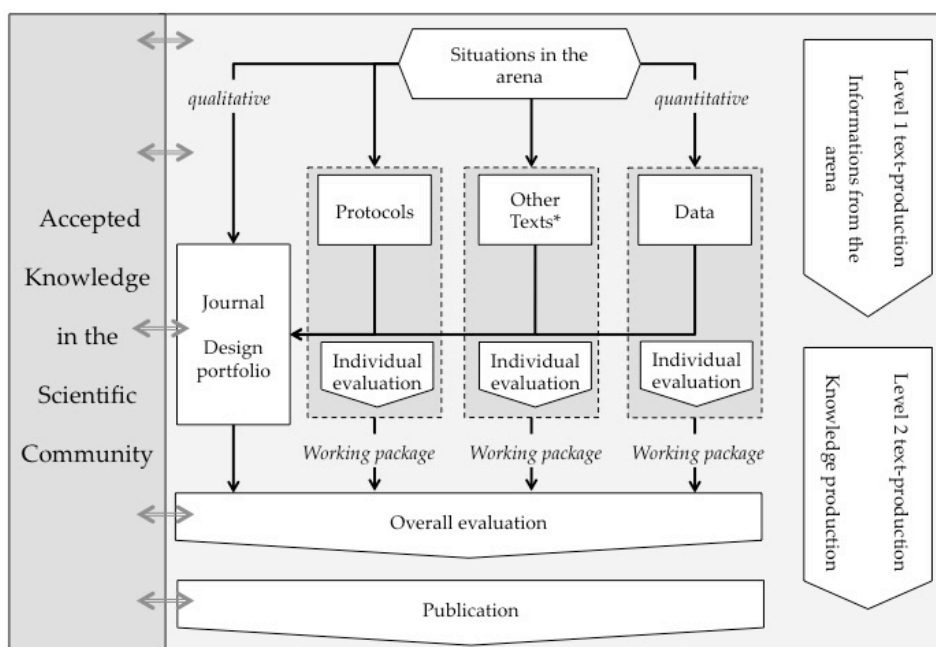 Situations in the
arena
qualitative
quantitative
Protocols
Other
Texts*
Data
Accepted
Knowledge
in the
Scientific
Community
Journal
Design
portfolio
Individual
evaluation
Individual
evaluation
Individual
evaluation
Working package
Working package
Working package
Overall evaluation
Publication
Level 1 text-production
Informations from the
arena
Level 2 text-production
Knowledge production